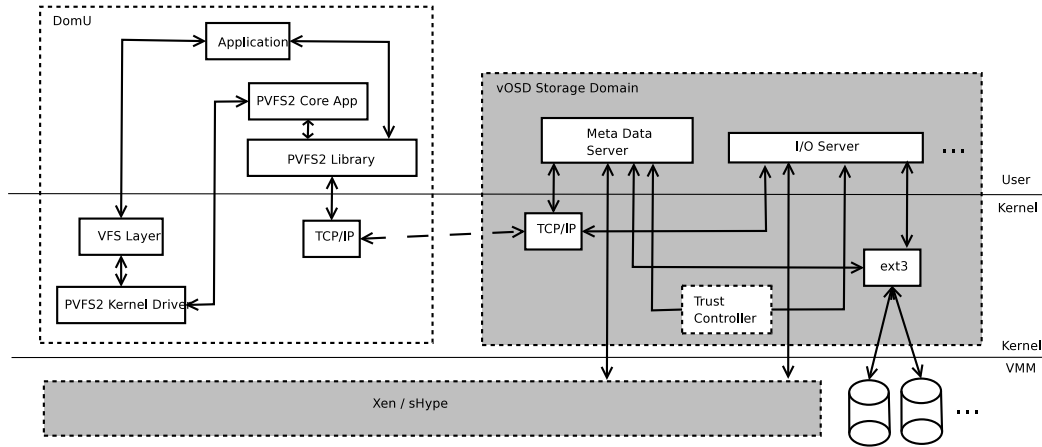 DomU
Application
PVFS2 Core App
PVFS2 Library
VFS Layer
TCP/IP
PVFS2 Kernel Driver
vOSD Storage Domain
Meta Data
Server
I/O Server
...
User
Kernel
TCP/IP
ext3
Trust
Controller
Kernel
VMM
Xen / sHype
...